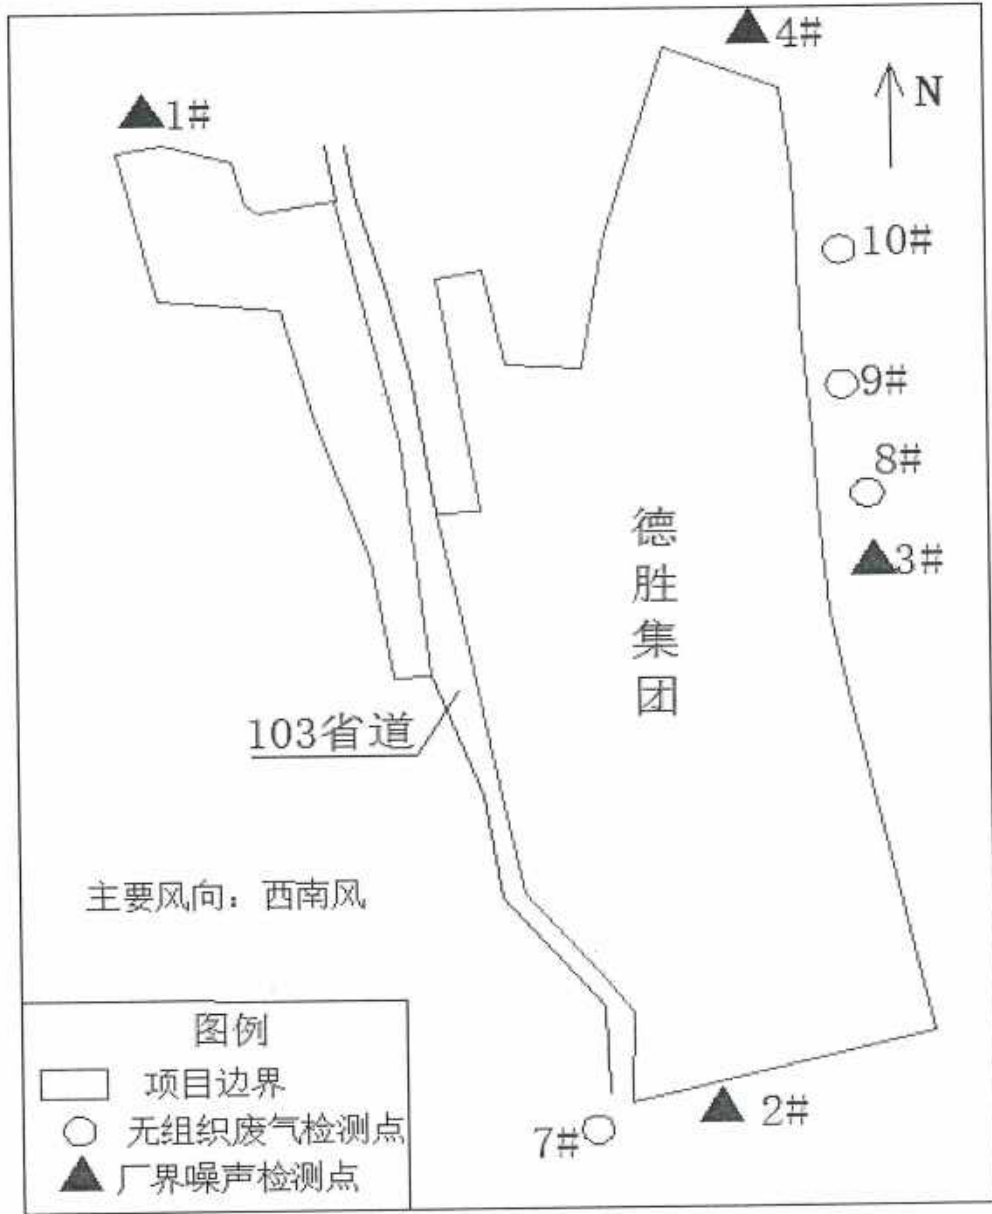 4#
1#
N
10#
9#
8#
3#
德胜集团
103省道
主要风向：西南风
图例
项目边界
无组织废气检测点
厂界噪声检测点
7#
2#